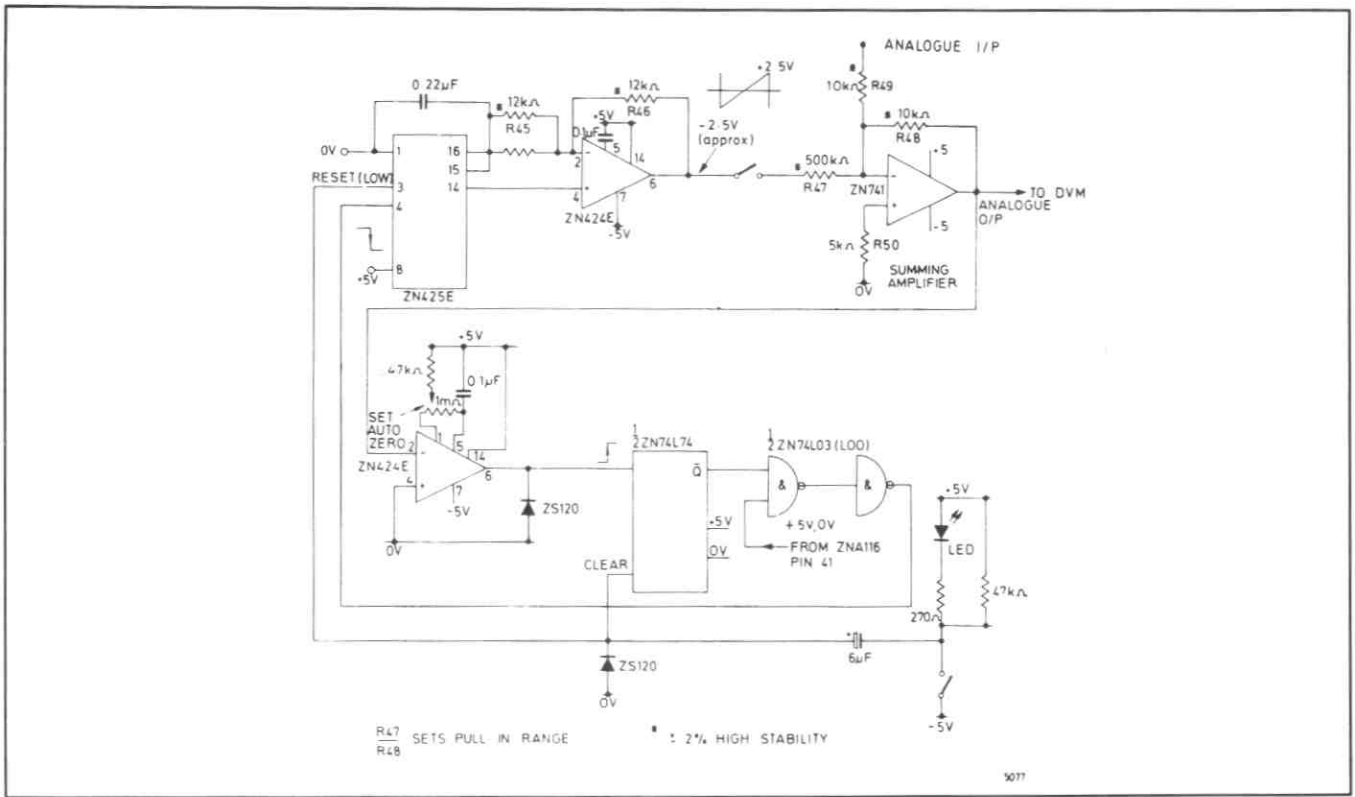 ANALOGUE I/P
+2·5V
0.22μF
12kΩ
R45
12kΩ
R46
+5V
0.1μF
-2·5V
(approx)
10kΩ R49
10kΩ
R48
500kΩ
R47
0V
1
16
15
14
RESET (LOW)
3
4
8
+5V
ZN425E
2
4
5
14
6
7
-5V
ZN424E
ZN741
+5
-5
TO DVM
ANALOGUE
O/P
5kΩ R50
0V
SUMMING
AMPLIFIER
+5V
47kΩ
0.1μF
1mΩ
SET
AUTO
ZERO
2
4
1
5
14
6
7
ZN424E
-5V
0V
ZS120
1/2 ZN74L74
Q̄
+5V
0V
CLEAR
1/2 ZN74L03 (LOO)
&
&
+5V,0V
FROM ZNA116
PIN 41
+5V
LED
47kΩ
270Ω
+
6μF
ZS120
0V
-5V
R47/R48 SETS PULL IN RANGE
* ± 2% HIGH STABILITY
5077